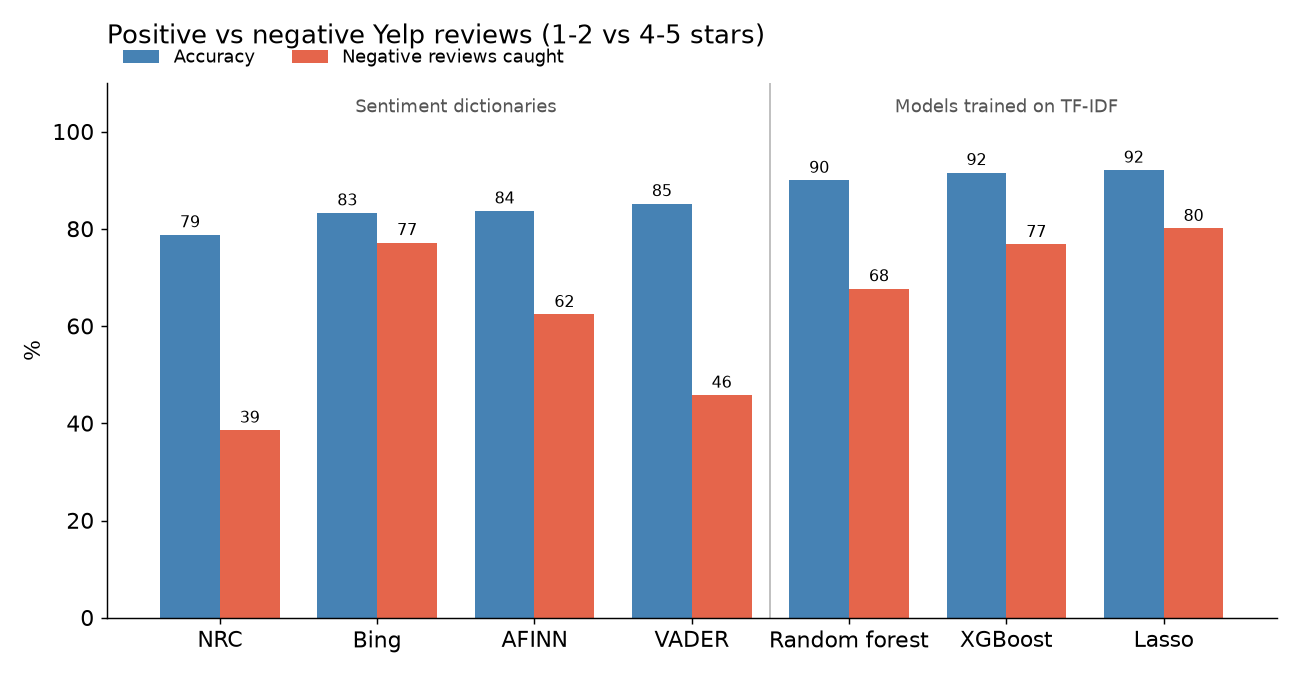 Positive vs negative Yelp reviews (1-2 vs 4-5 stars)
Accuracy Negative reviews caught
Sentiment dictionaries Models trained on TF-IDF
%
100
80
60
40
20
0
79 39 83 77 84 62 85 46 90 68 92 77 92 80
NRC Bing AFINN VADER Random forest XGBoost Lasso